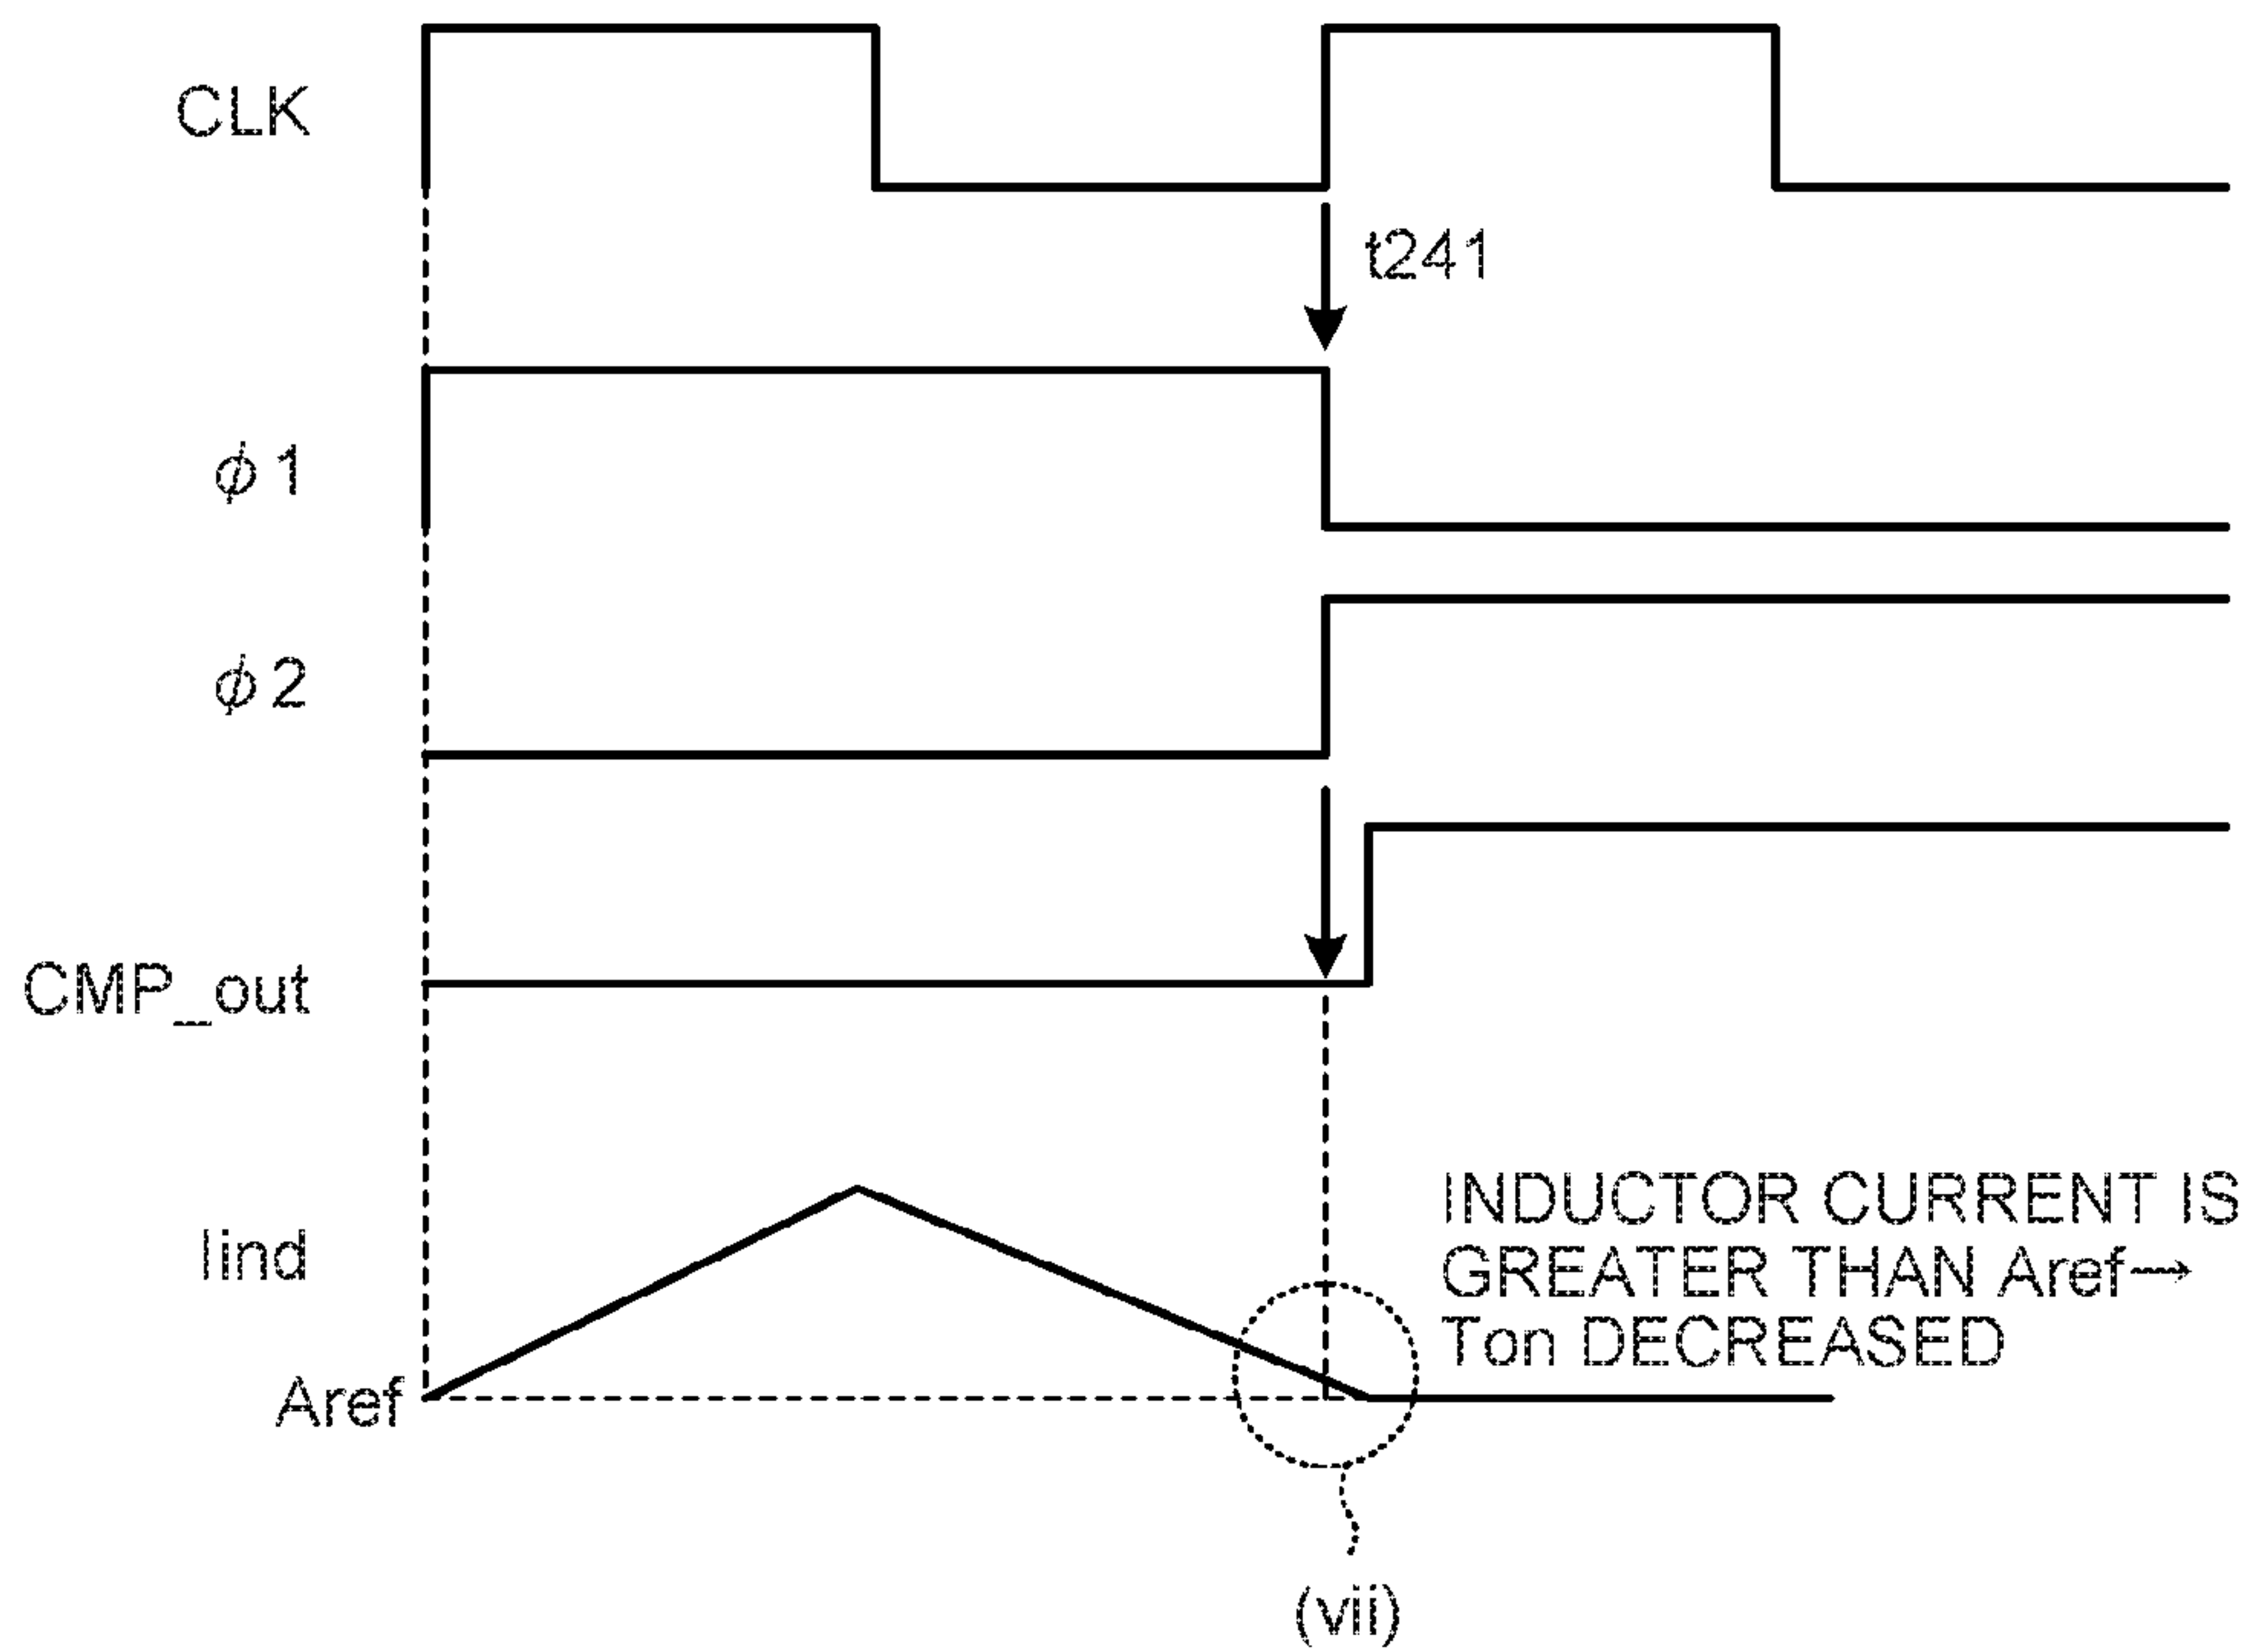 CLK
t241
ϕ1
ϕ2
CMP_out
Iind
INDUCTOR CURRENT IS
GREATER THAN Aref→
Ton DECREASED
Aref
(vii)